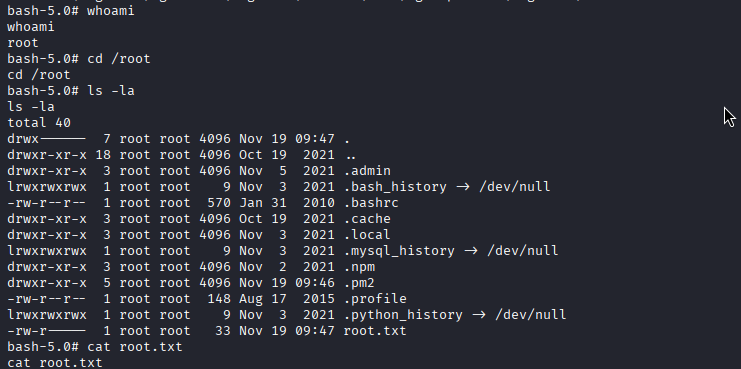 bash-5.0# whoami
whoami
root
bash-5.0# cd /root
cd /root
bash-5.0# ls -la
ls -la
total 40
drwx------  7 root root 4096 Nov 19 09:47 .
drwxr-xr-x 18 root root 4096 Oct 19  2021 ..
drwxr-xr-x  3 root root 4096 Nov  5  2021 .admin
lrwxrwxrwx  1 root root    9 Nov  3  2021 .bash_history -> /dev/null
-rw-r--r--  1 root root  570 Jan 31  2010 .bashrc
drwxr-xr-x  3 root root 4096 Oct 19  2021 .cache
drwxr-xr-x  3 root root 4096 Nov  3  2021 .local
lrwxrwxrwx  1 root root    9 Nov  3  2021 .mysql_history -> /dev/null
drwxr-xr-x  3 root root 4096 Nov  2  2021 .npm
drwxr-xr-x  5 root root 4096 Nov 19 09:46 .pm2
-rw-r--r--  1 root root  148 Aug 17  2015 .profile
lrwxrwxrwx  1 root root    9 Nov  3  2021 .python_history -> /dev/null
-rw-r-----  1 root root   33 Nov 19 09:47 root.txt
bash-5.0# cat root.txt
cat root.txt